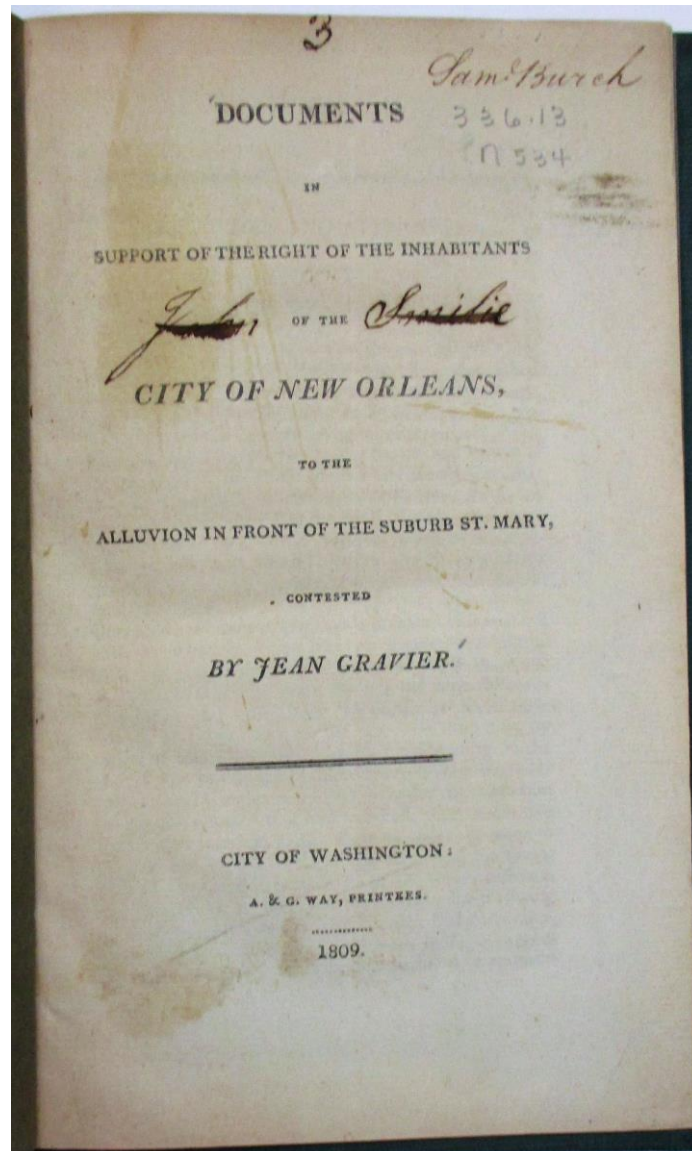 3
Saml Burch
DOCUMENTS
336.13
N534
IN
SUPPORT OF THE RIGHT OF THE INHABITANTS
John OF THE Smilie
CITY OF NEW ORLEANS,
TO THE
ALLUVION IN FRONT OF THE SUBURB ST. MARY,
CONTESTED
BY JEAN GRAVIER.
CITY OF WASHINGTON:
A. & G. WAY, PRINTERS.
1809.